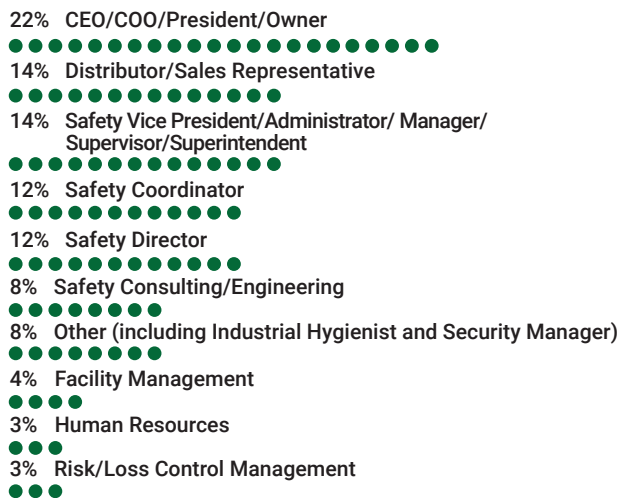 22% CEO/COO/President/Owner
14% Distributor/Sales Representative
14% Safety Vice President/Administrator/ Manager/
Supervisor/Superintendent
12% Safety Coordinator
12% Safety Director
8% Safety Consulting/Engineering
8% Other (including Industrial Hygienist and Security Manager)
4% Facility Management
3% Human Resources
3% Risk/Loss Control Management